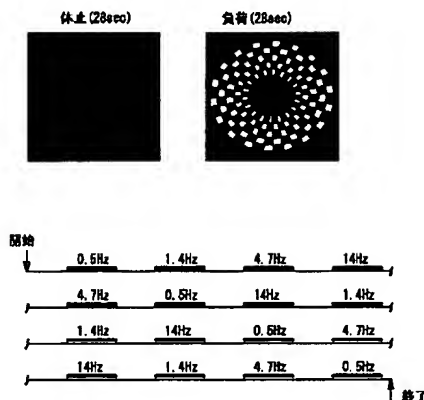 休止(28sec)
負荷(28sec)
開始
0.5Hz 1.4Hz 4.7Hz 14Hz
4.7Hz 0.5Hz 14Hz 1.4Hz
1.4Hz 14Hz 0.5Hz 4.7Hz
14Hz 1.4Hz 4.7Hz 0.5Hz
終了